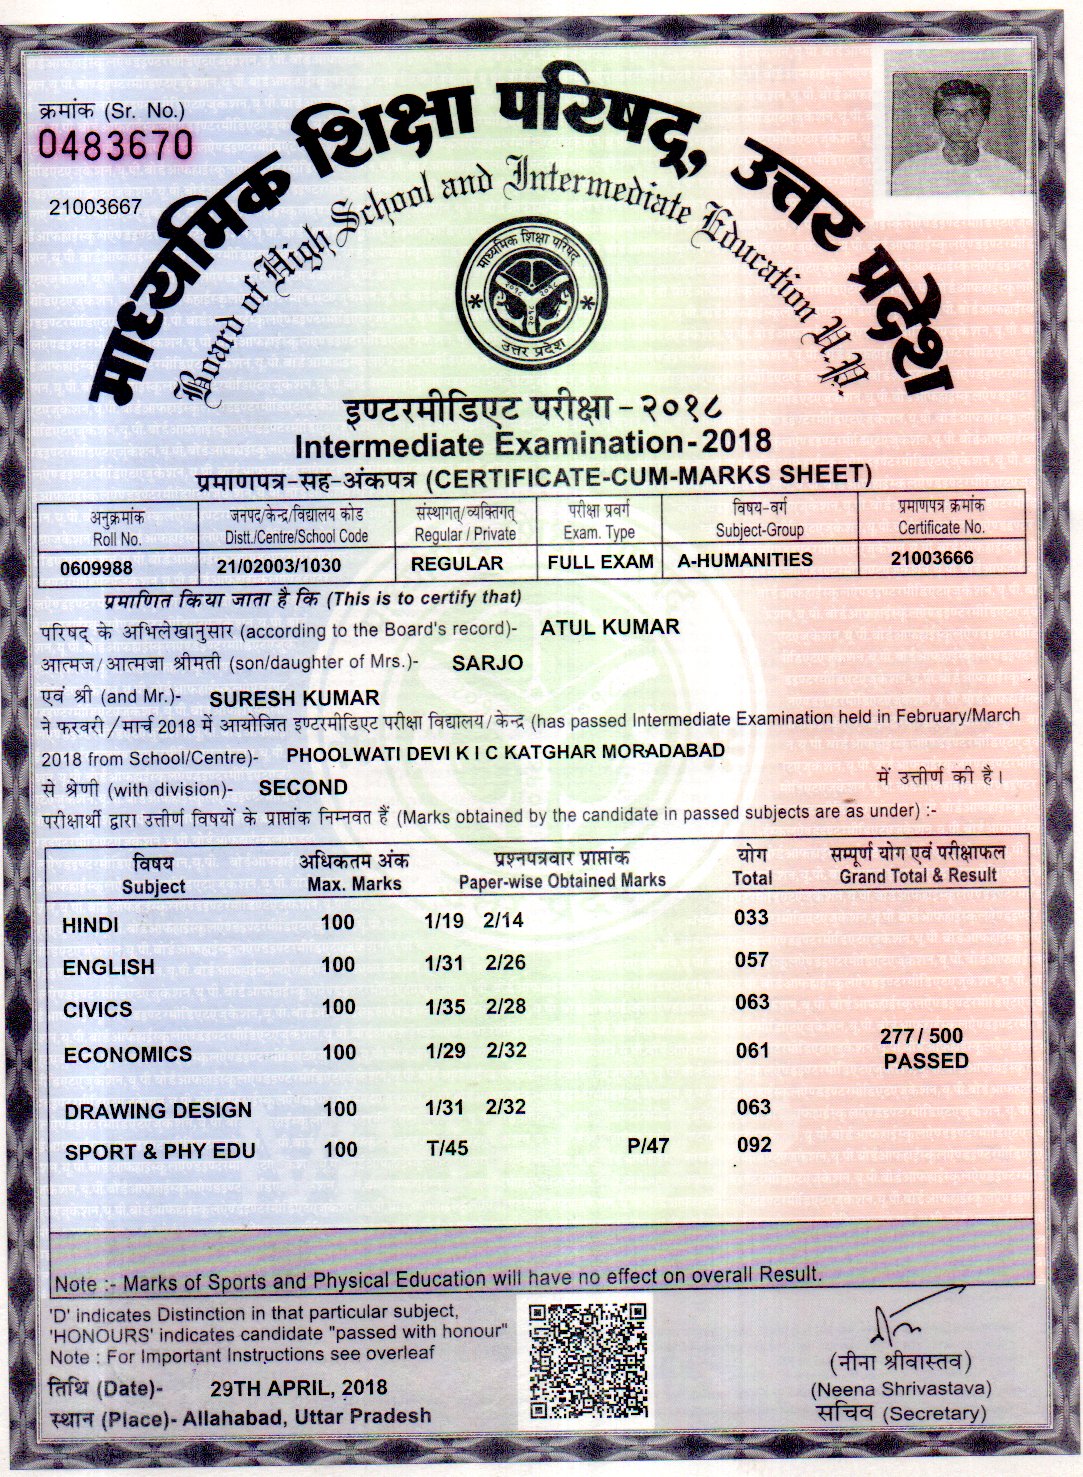 क्रमांक (Sr. No.)
0483670
21003667
माध्यमिक शिक्षा परिषद्, उत्तर प्रदेश
Board of High School and Intermediate Education U.P.
माध्यमिक शिक्षा परिषद्
२०१८ २०१८
२०१८
उत्तर प्रदेश
इण्टरमीडिएट परीक्षा - २०१८
Intermediate Examination - 2018
प्रमाणपत्र-सह-अंकपत्र (CERTIFICATE-CUM-MARKS SHEET)
अनुक्रमांक जनपद/केन्द्र/विद्यालय कोड संस्थागत्/व्यक्तिगत् परीक्षा प्रवर्ग विषय-वर्ग प्रमाणपत्र क्रमांक
Roll No. Distt./Centre/School Code Regular / Private Exam. Type Subject-Group Certificate No.
0609988 21/02003/1030 REGULAR FULL EXAM A-HUMANITIES 21003666
प्रमाणित किया जाता है कि (This is to certify that)
परिषद् के अभिलेखानुसार (according to the Board's record)- ATUL KUMAR
आत्मज/आत्मजा श्रीमती (son/daughter of Mrs.)- SARJO
एवं श्री (and Mr.)- SURESH KUMAR
ने फरवरी/मार्च 2018 में आयोजित इण्टरमीडिएट परीक्षा विद्यालय/केन्द्र (has passed Intermediate Examination held in February/March
2018 from School/Centre)- PHOOLWATI DEVI K I C KATGHAR MORADABAD
से श्रेणी (with division)- SECOND में उत्तीर्ण की है।
परीक्षार्थी द्वारा उत्तीर्ण विषयों के प्राप्तांक निम्नवत हैं (Marks obtained by the candidate in passed subjects are as under) :-
विषय अधिकतम अंक प्रश्नपत्रवार प्राप्तांक योग सम्पूर्ण योग एवं परीक्षाफल
Subject Max. Marks Paper-wise Obtained Marks Total Grand Total & Result
HINDI 100 1/19 2/14 033
ENGLISH 100 1/31 2/26 057
CIVICS 100 1/35 2/28 063
ECONOMICS 100 1/29 2/32 061 277 / 500
PASSED
DRAWING DESIGN 100 1/31 2/32 063
SPORT & PHY EDU 100 T/45 P/47 092
Note :- Marks of Sports and Physical Education will have no effect on overall Result.
'D' indicates Distinction in that particular subject,
'HONOURS' indicates candidate "passed with honour"
Note : For Important Instructions see overleaf
तिथि (Date)- 29TH APRIL, 2018
स्थान (Place)- Allahabad, Uttar Pradesh
(नीना श्रीवास्तव)
(Neena Shrivastava)
सचिव (Secretary)